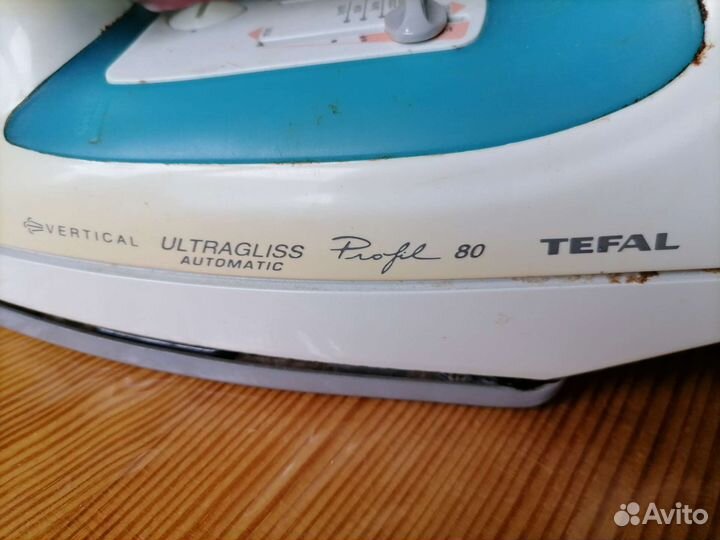 VERTICAL ULTRAGLISS Profil 80 TEFAL
AUTOMATIC
Avito